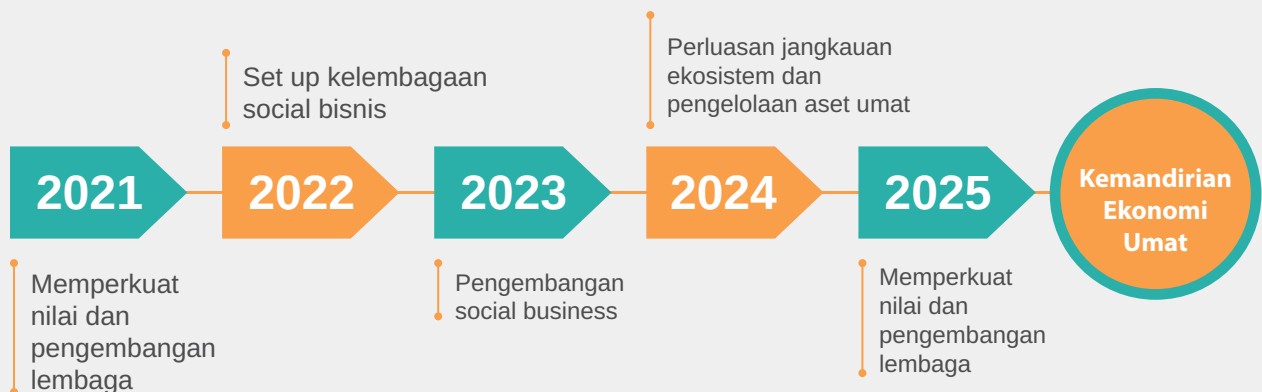 2021
Memperkuat
nilai dan
pengembangan
lembaga
2022
Set up kelembagaan
social bisnis
2023
Pengembangan
social business
2024
Perluasan jangkauan
ekosistem dan
pengelolaan aset umat
2025
Memperkuat
nilai dan
pengembangan
lembaga
Kemandirian
Ekonomi
Umat